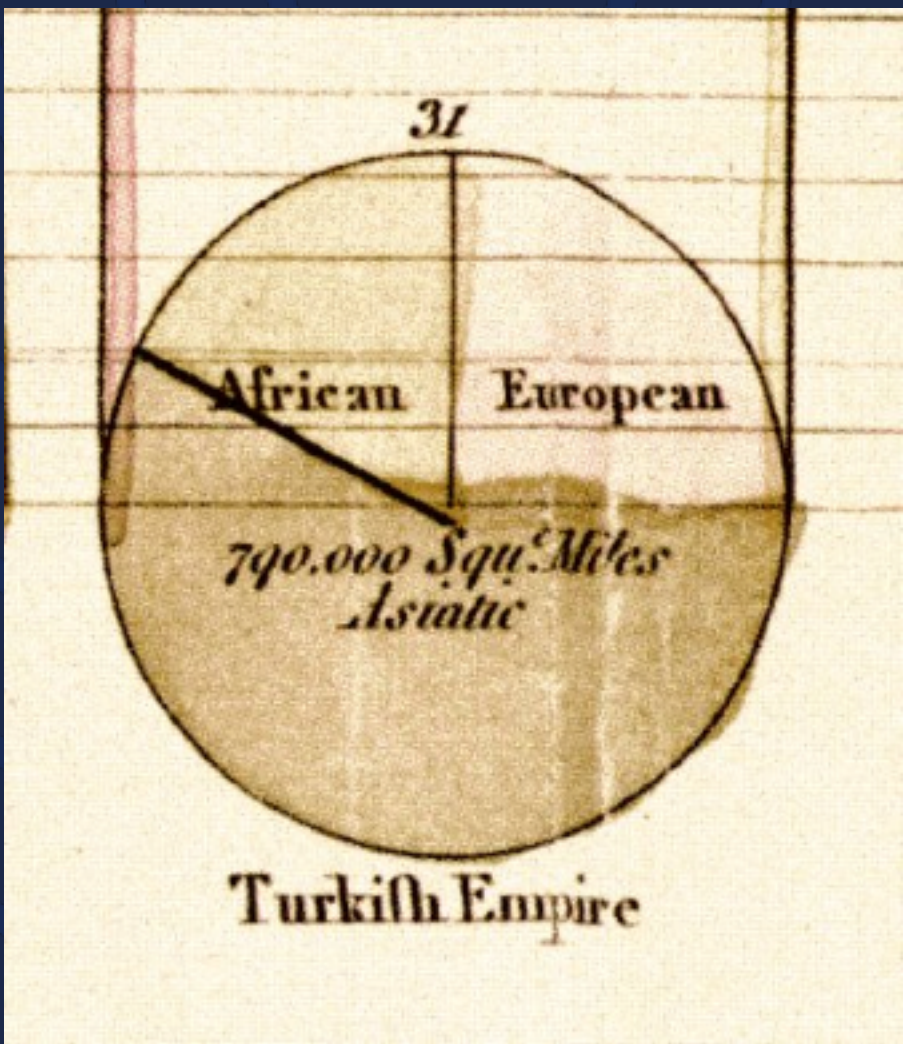 31
African European
790.000 Squ.ᵉ Miles
Asiatic
Turkiſh Empire